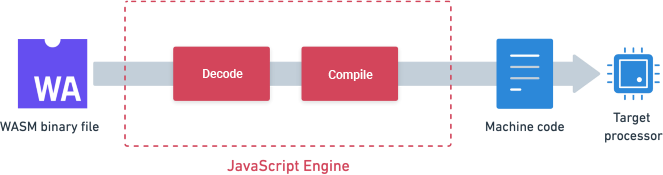 WA
Decode
Compile
WASM binary file
Machine code
Target
processor
JavaScript Engine